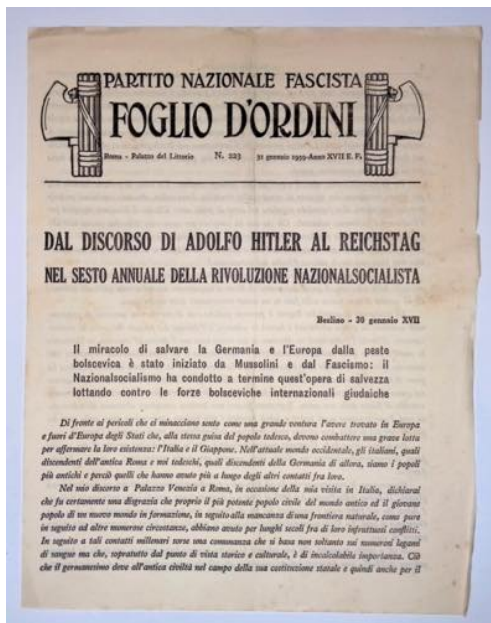 PARTITO NAZIONALE FASCISTA
FOGLIO D'ORDINI
Roma - Palazzo del Littorio N. 223 31 gennaio 1939-Anno XVII E. F.
DAL DISCORSO DI ADOLFO HITLER AL REICHSTAG
NEL SESTO ANNUALE DELLA RIVOLUZIONE NAZIONALSOCIALISTA
Berlino - 30 gennaio XVII
Il miracolo di salvare la Germania e l'Europa dalla peste
bolscevica è stato iniziato da Mussolini e dal Fascismo: il
Nazionalsocialismo ha condotto a termine quest'opera di salvezza
lottando contro le forze bolsceviche internazionali giudaiche
Di fronte ai pericoli che ci minacciano sento come una grande ventura l'avere trovato in Europa
e fuori d'Europa degli Stati che, alla stessa guisa del popolo tedesco, devono combattere una grave lotta
per affermare la loro esistenza: l'Italia e il Giappone. Nell'attuale mondo occidentale, gli italiani, quali
discendenti dell'antica Roma e noi tedeschi, quali discendenti della Germania di allora, siamo i popoli
più antichi e perciò quelli che hanno avuto più a lungo degli altri contatti fra loro.
Nel mio discorso a Palazzo Venezia a Roma, in occasione della mia visita in Italia, dichiarai
che fu certamente una disgrazia che proprio il più potente popolo civile del mondo antico ed il giovane
popolo di un nuovo mondo in formazione, in seguito alla mancanza di una frontiera naturale, come pure
in seguito ad altre numerose circostanze, abbiano avuto per lunghi secoli fra di loro infruttuosi conflitti.
In seguito a tali contatti millenari sorse una comunanza che si basa non soltanto sui numerosi legami
di sangue ma che, sopratutto dal punto di vista storico e culturale, è di incalcolabile importanza. Ciò
che il germanesimo deve all'antica civiltà nel campo della sua costituzione statale e quindi anche per il